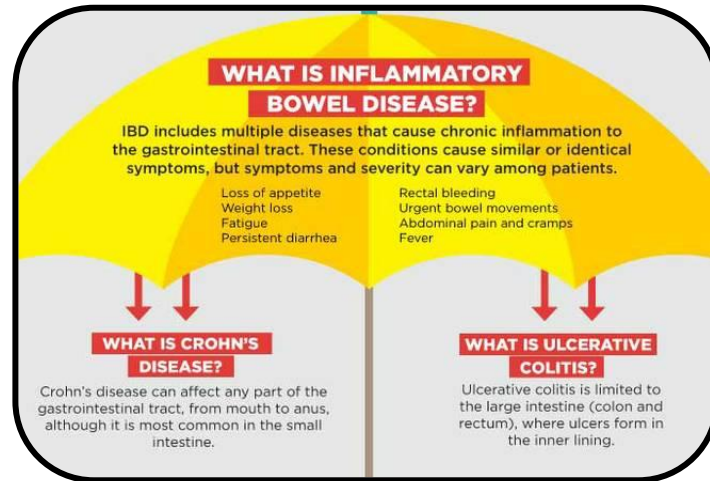 WHAT IS INFLAMMATORY
BOWEL DISEASE?
IBD includes multiple diseases that cause chronic inflammation to
the gastrointestinal tract. These conditions cause similar or identical
symptoms, but symptoms and severity can vary among patients.
Loss of appetite
Weight loss
Fatigue
Persistent diarrhea
Rectal bleeding
Urgent bowel movements
Abdominal pain and cramps
Fever
WHAT IS CROHN'S
DISEASE?
Crohn's disease can affect any part of the
gastrointestinal tract, from mouth to anus,
although it is most common in the small
intestine.
WHAT IS ULCERATIVE
COLITIS?
Ulcerative colitis is limited to
the large intestine (colon and
rectum), where ulcers form in
the inner lining.